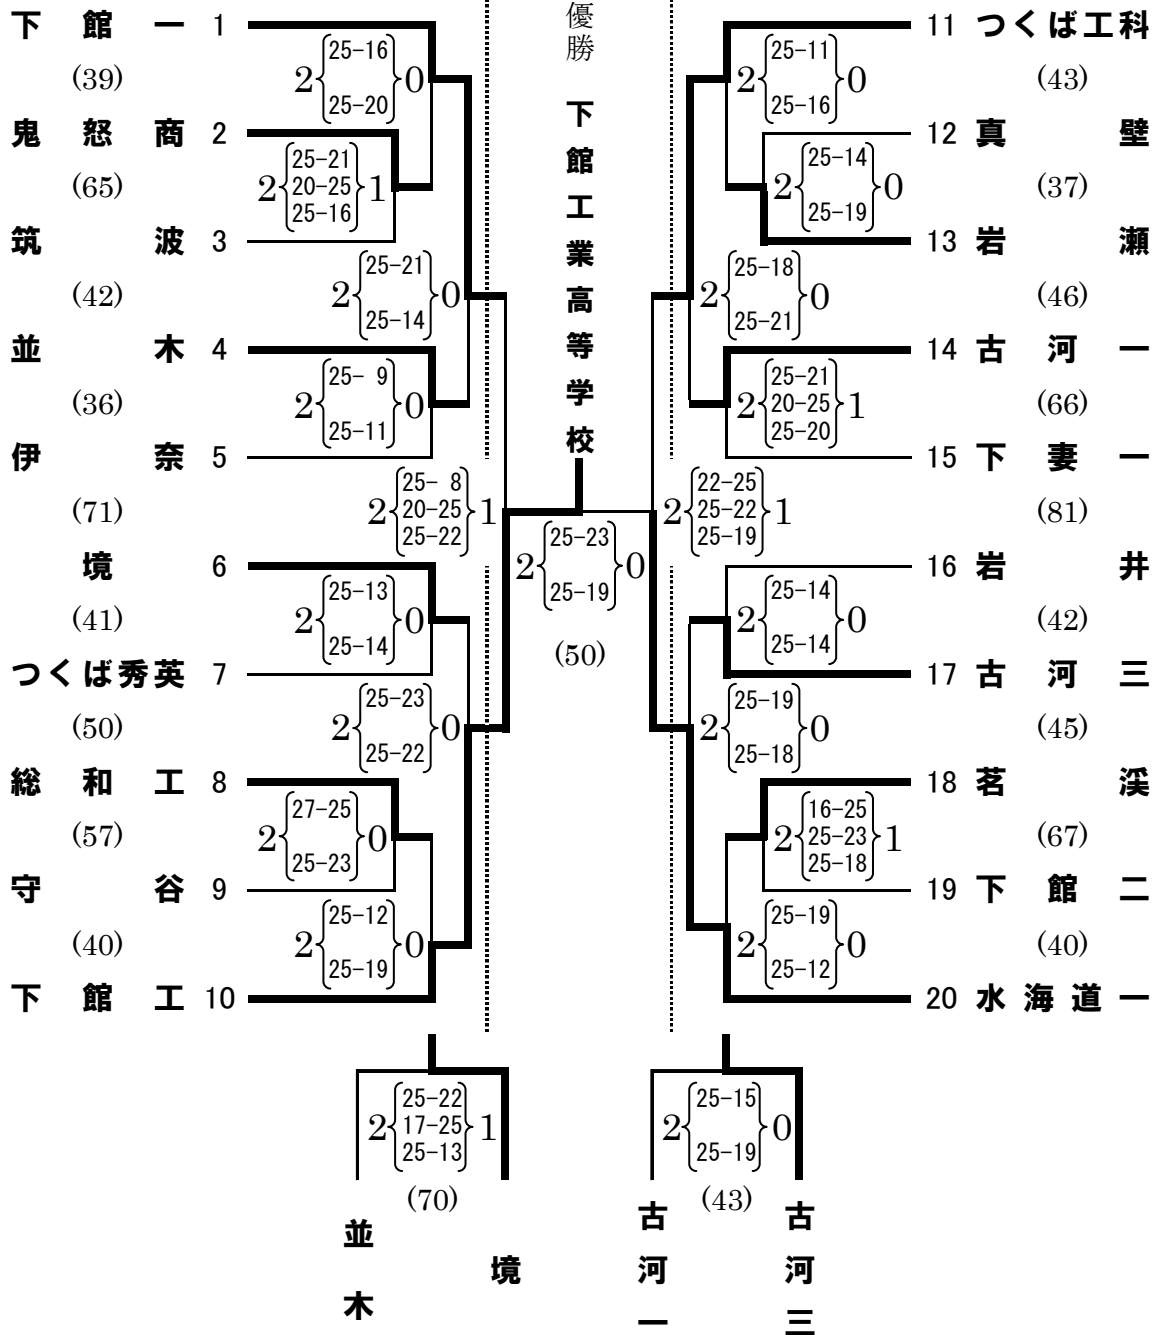 優勝
下館工業高等学校
下館一 1
2 25-16 25-20 0
(39)
鬼怒商 2
2 25-21 20-25 25-16 1
(65)
筑波 3
2 25-21 25-14 0
(42)
並木 4
2 25- 9 25-11 0
(36)
伊奈 5
2 25- 8 20-25 25-22 1
(71)
境 6
2 25-13 25-14 0
(41)
つくば秀英 7
2 25-23 25-22 0
(50)
総和工 8
2 27-25 25-23 0
(57)
守谷 9
2 25-12 25-19 0
(40)
下館工 10
2 25-23 25-19 0
(50)
11 つくば工科
2 25-11 25-16 0
(43)
12 真壁
2 25-14 25-19 0
(37)
13 岩瀬
2 25-18 25-21 0
(46)
14 古河一
2 25-21 20-25 25-20 1
(66)
15 下妻一
2 22-25 25-22 25-19 1
(81)
16 岩井
2 25-14 25-14 0
(42)
17 古河三
2 25-19 25-18 0
(45)
18 茗渓
2 16-25 25-23 25-18 1
(67)
19 下館二
2 25-19 25-12 0
(40)
20 水海道一
2 25-22 17-25 25-13 1
(70)
並木
境
2 25-15 25-19 0
(43)
古河一
古河三